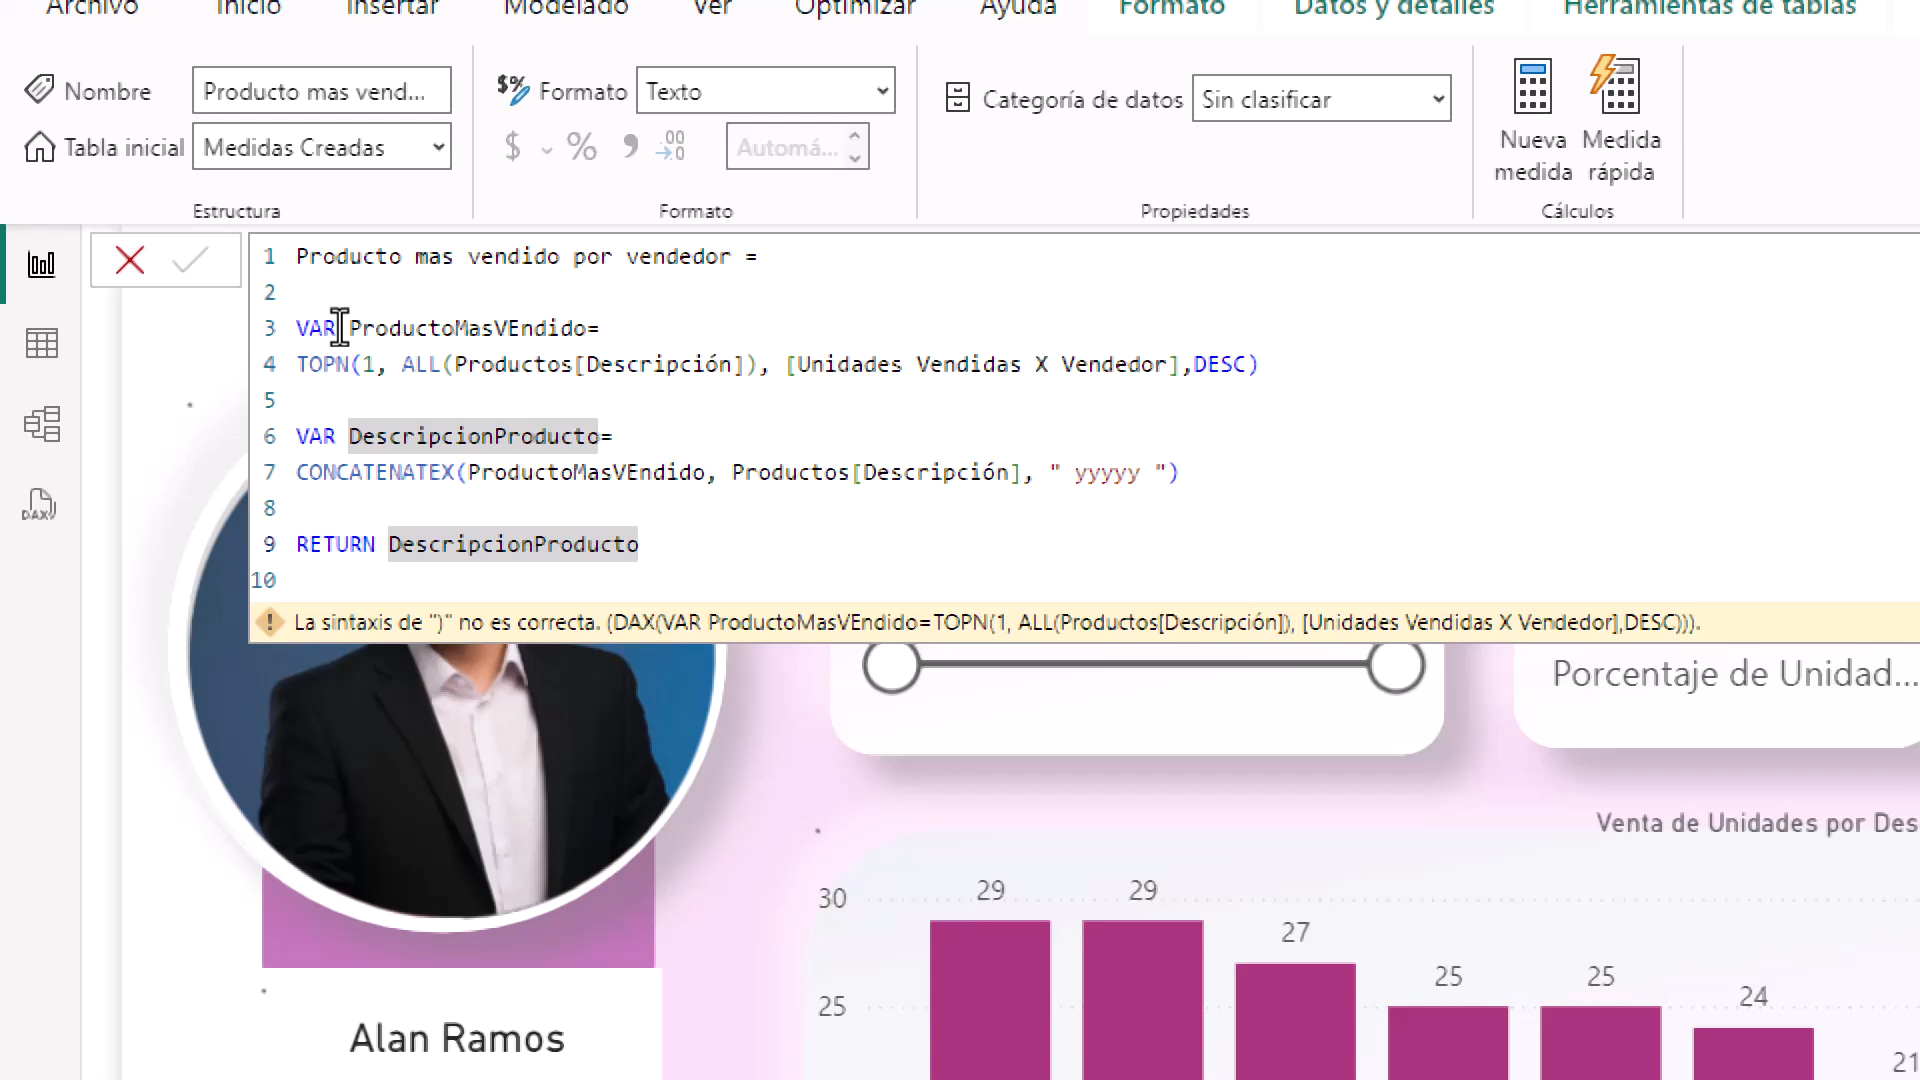 Archivo Inicio Insertar Modelado Ver Optimizar Ayuda Formato Datos y detalles Herramientas de tablas
Nombre Producto mas vend...
Tabla inicial Medidas Creadas
Estructura
$% Formato Texto
$ % , .00 →.0 Automá...
Formato
Categoría de datos Sin clasificar
Propiedades
Nueva medida
Medida rápida
Cálculos
DAX
1 Producto mas vendido por vendedor =
2
3 VAR ProductoMasVEndido=
4 TOPN(1, ALL(Productos[Descripción]), [Unidades Vendidas X Vendedor],DESC)
5
6 VAR DescripcionProducto=
7 CONCATENATEX(ProductoMasVEndido, Productos[Descripción], " yyyyy ")
8
9 RETURN DescripcionProducto
10
La sintaxis de ")" no es correcta. (DAX(VAR ProductoMasVEndido=TOPN(1, ALL(Productos[Descripción]), [Unidades Vendidas X Vendedor],DESC))).
Porcentaje de Unidad...
Venta de Unidades por Des
30 29 29 27 25 25 24 21
25
Alan Ramos